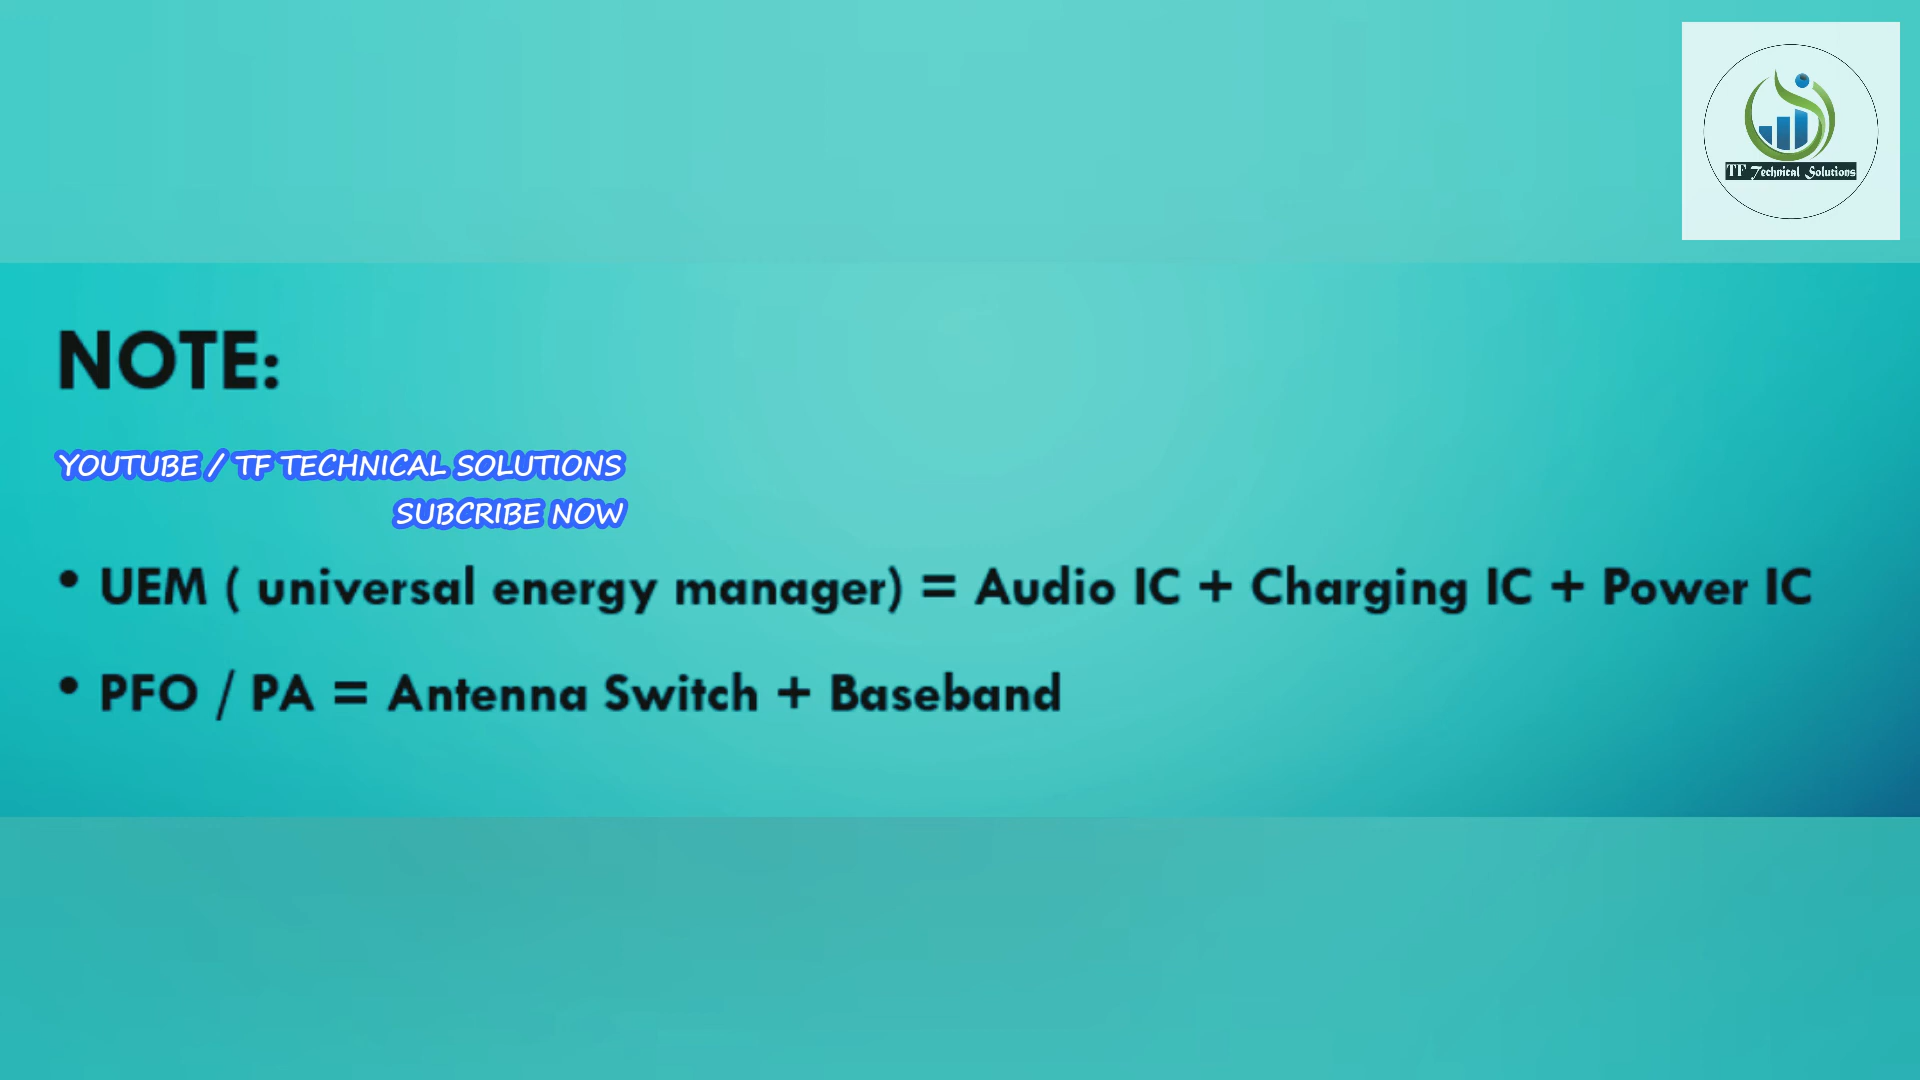 TF Technical Solutions
NOTE:
YOUTUBE / TF TECHNICAL SOLUTIONS
SUBCRIBE NOW
• UEM ( universal energy manager) = Audio IC + Charging IC + Power IC
• PFO / PA = Antenna Switch + Baseband